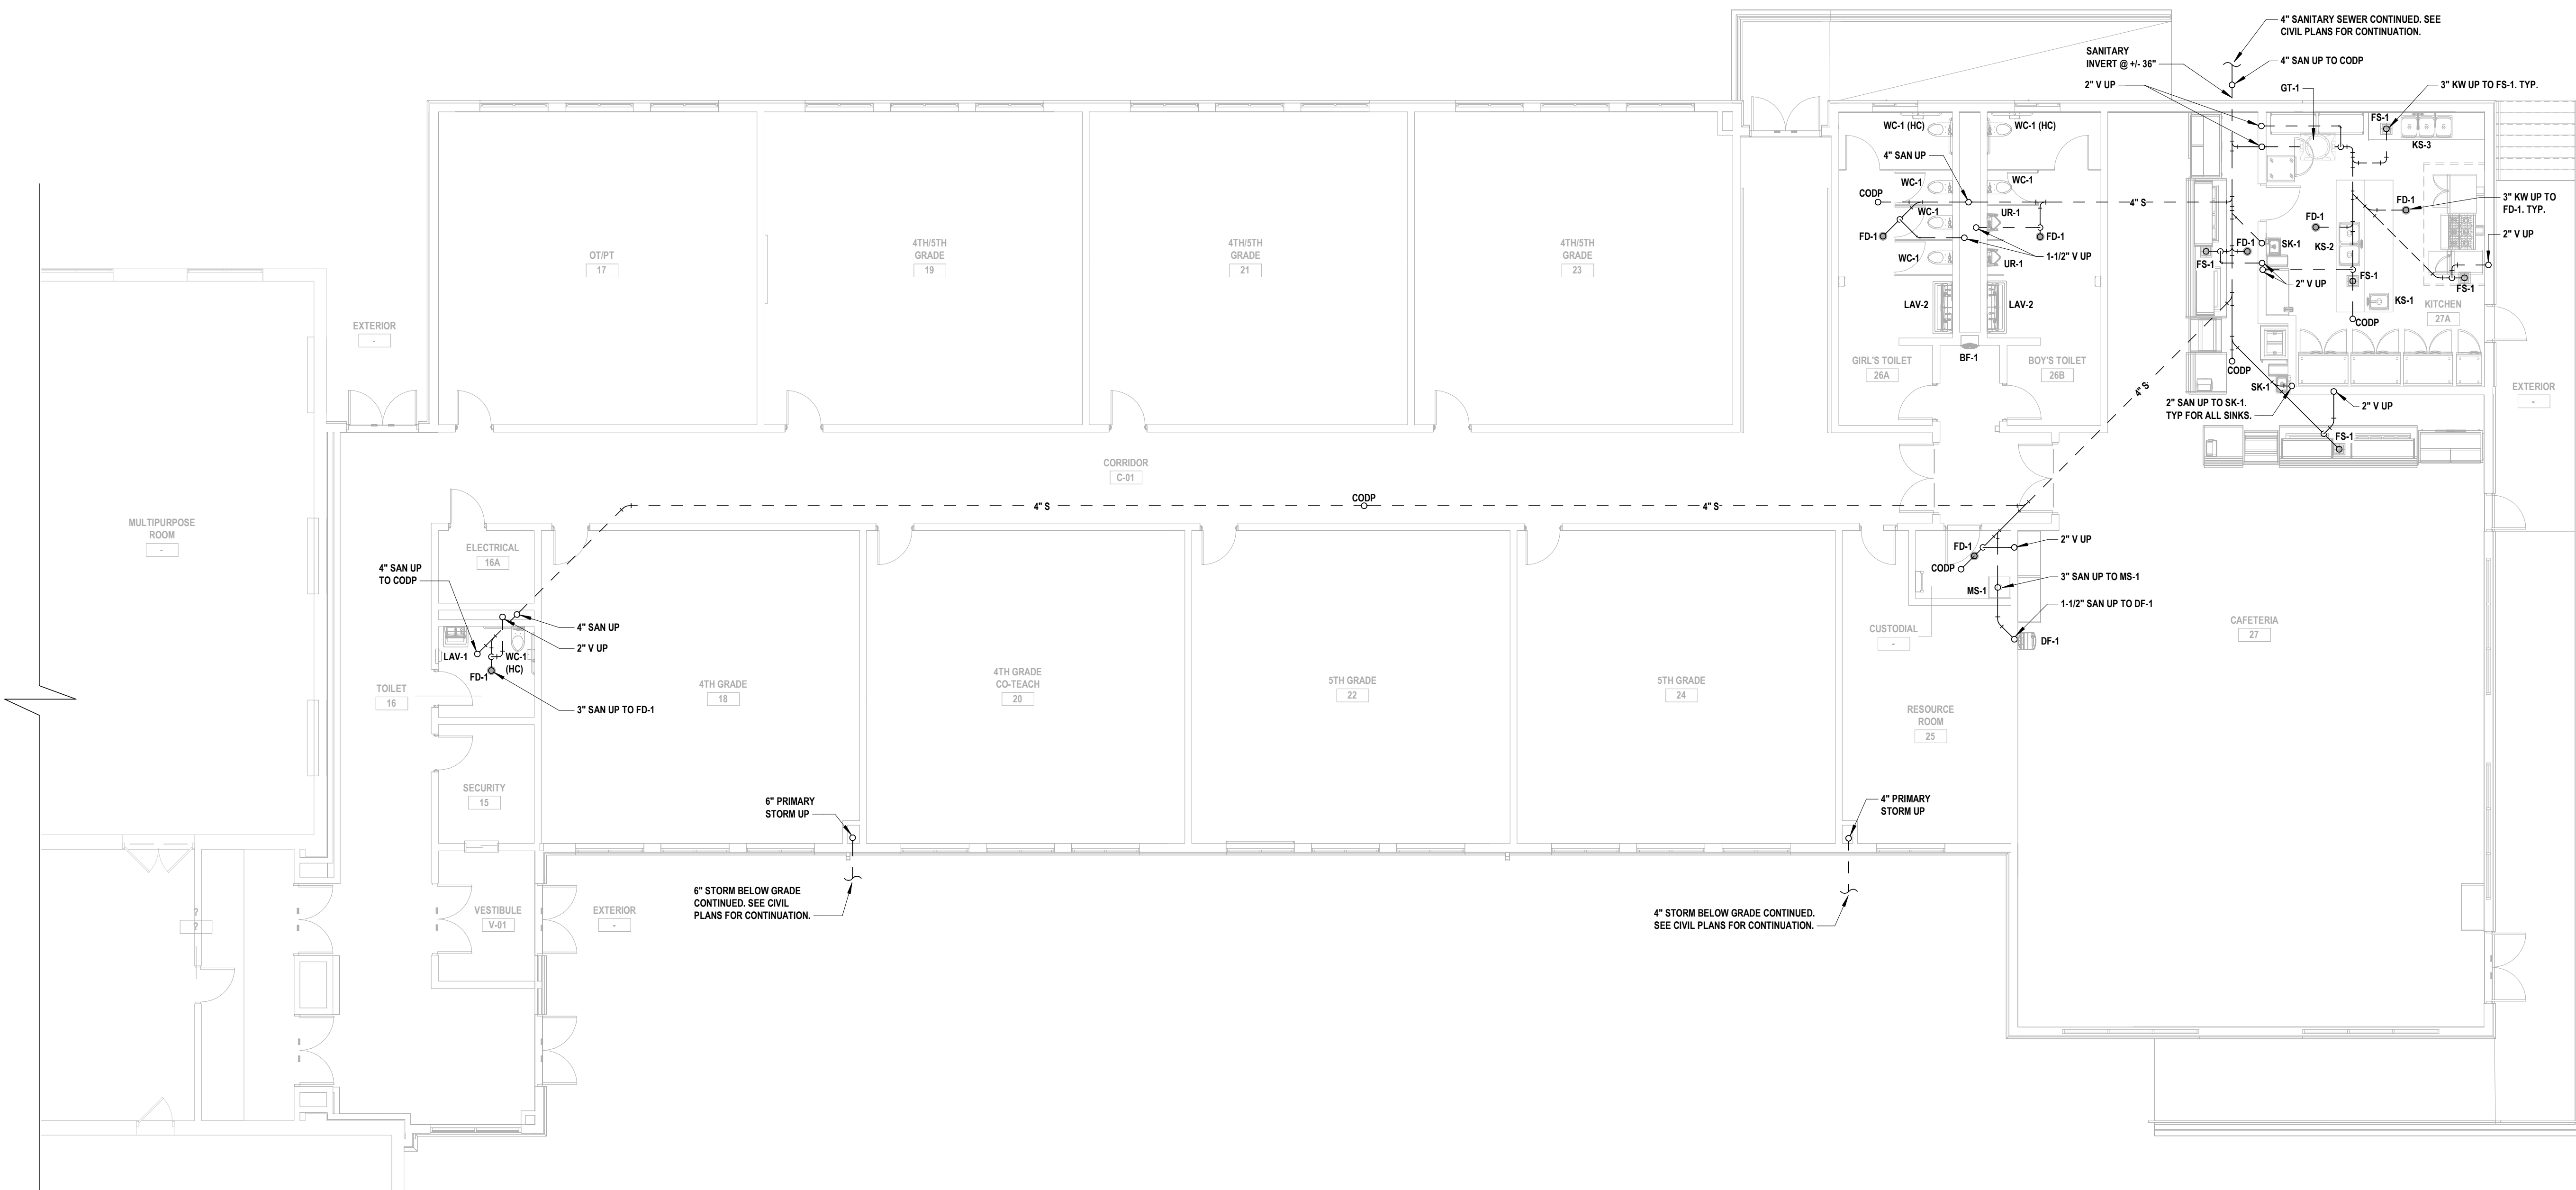 4" SANITARY SEWER CONTINUED. SEE
CIVIL PLANS FOR CONTINUATION.
SANITARY
INVERT @ +/- 36"
4" SAN UP TO CODP
2" V UP
GT-1
3" KW UP TO FS-1. TYP.
FS-1
KS-3
WC-1 (HC)
WC-1 (HC)
4" SAN UP
WC-1
WC-1
CODP
4" S
WC-1
UR-1
FD-1
FD-1
3" KW UP TO
FD-1. TYP.
FD-1
FD-1
KS-2
2" V UP
FD-1
SK-1
WC-1
UR-1
1-1/2" V UP
FS-1
FS-1
FS-1
2" V UP
KS-1
LAV-2
LAV-2
KITCHEN
27A
CODP
OT/PT
17
4TH/5TH
GRADE
19
4TH/5TH
GRADE
21
4TH/5TH
GRADE
23
EXTERIOR
-
BF-1
GIRL'S TOILET
26A
BOY'S TOILET
26B
CODP
4" S
SK-1
2" SAN UP TO SK-1.
TYP FOR ALL SINKS.
2" V UP
FS-1
EXTERIOR
-
CORRIDOR
C-01
4" S
CODP
4" S
MULTIPURPOSE
ROOM
-
ELECTRICAL
16A
4" SAN UP
TO CODP
FD-1
2" V UP
CODP
MS-1
3" SAN UP TO MS-1
1-1/2" SAN UP TO DF-1
DF-1
4" SAN UP
2" V UP
LAV-1
WC-1
(HC)
FD-1
3" SAN UP TO FD-1
TOILET
16
CUSTODIAL
-
CAFETERIA
27
4TH GRADE
18
4TH GRADE
CO-TEACH
20
5TH GRADE
22
5TH GRADE
24
RESOURCE
ROOM
25
SECURITY
15
6" PRIMARY
STORM UP
4" PRIMARY
STORM UP
6" STORM BELOW GRADE
CONTINUED. SEE CIVIL
PLANS FOR CONTINUATION.
4" STORM BELOW GRADE CONTINUED.
SEE CIVIL PLANS FOR CONTINUATION.
VESTIBULE
V-01
EXTERIOR
-
?
?